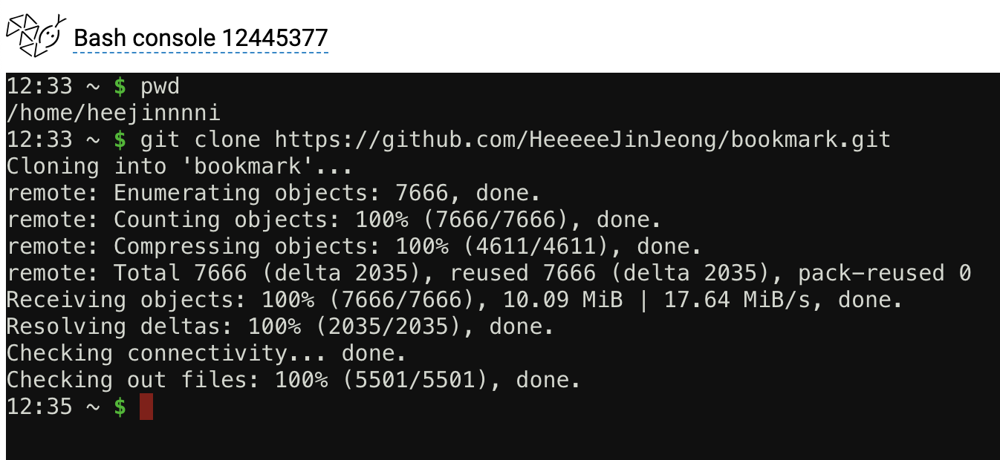 Bash console 12445377
12:33 ~ $ pwd
/home/heejinnnni
12:33 ~ $ git clone https://github.com/HeeeeeJinJeong/bookmark.git
Cloning into 'bookmark'...
remote: Enumerating objects: 7666, done.
remote: Counting objects: 100% (7666/7666), done.
remote: Compressing objects: 100% (4611/4611), done.
remote: Total 7666 (delta 2035), reused 7666 (delta 2035), pack-reused 0
Receiving objects: 100% (7666/7666), 10.09 MiB | 17.64 MiB/s, done.
Resolving deltas: 100% (2035/2035), done.
Checking connectivity... done.
Checking out files: 100% (5501/5501), done.
12:35 ~ $